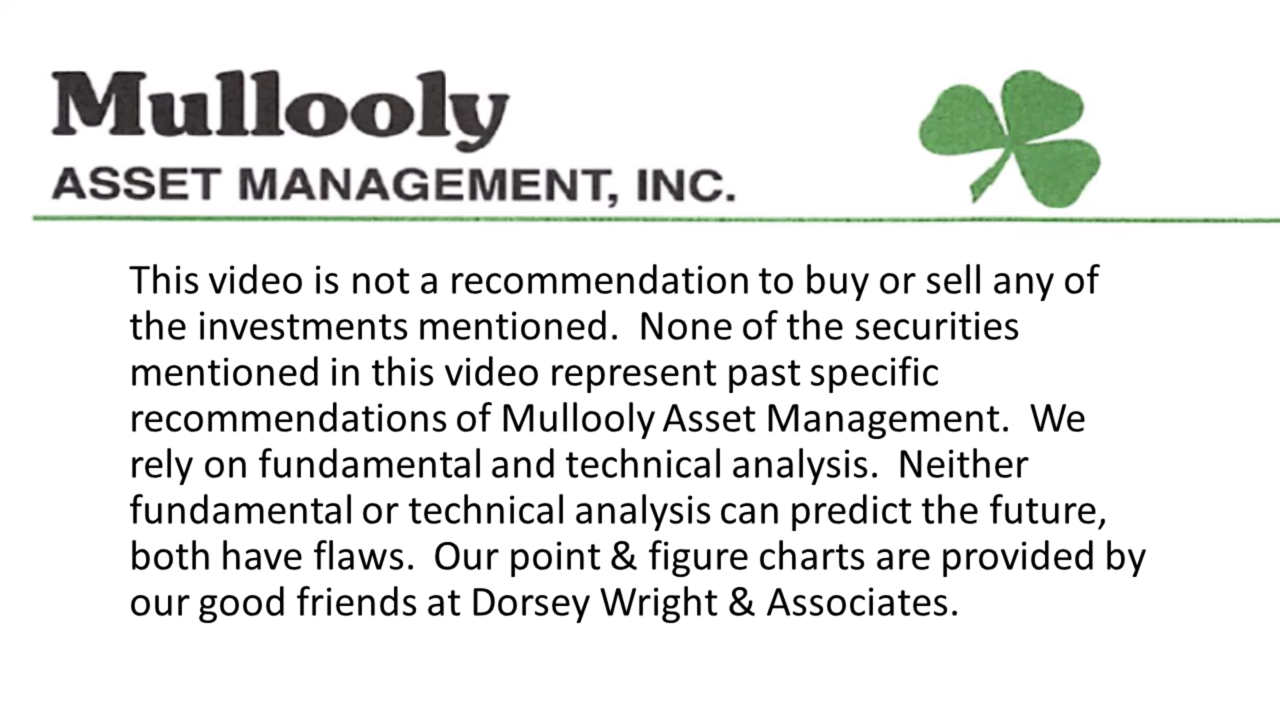 Mullooly
ASSET MANAGEMENT, INC.
This video is not a recommendation to buy or sell any of
the investments mentioned.  None of the securities
mentioned in this video represent past specific
recommendations of Mullooly Asset Management.  We
rely on fundamental and technical analysis.  Neither
fundamental or technical analysis can predict the future,
both have flaws.  Our point & figure charts are provided by
our good friends at Dorsey Wright & Associates.